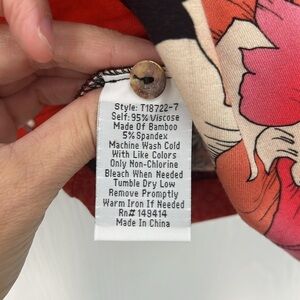 Style: T18722-7
Self: 95% Viscose
Made Of Bamboo
5% Spandex
Machine Wash Cold
With Like Colors
Only Non-Chlorine
Bleach When Needed
Tumble Dry Low
Remove Promptly
Warm Iron If Needed
Rn# 149414
Made In China